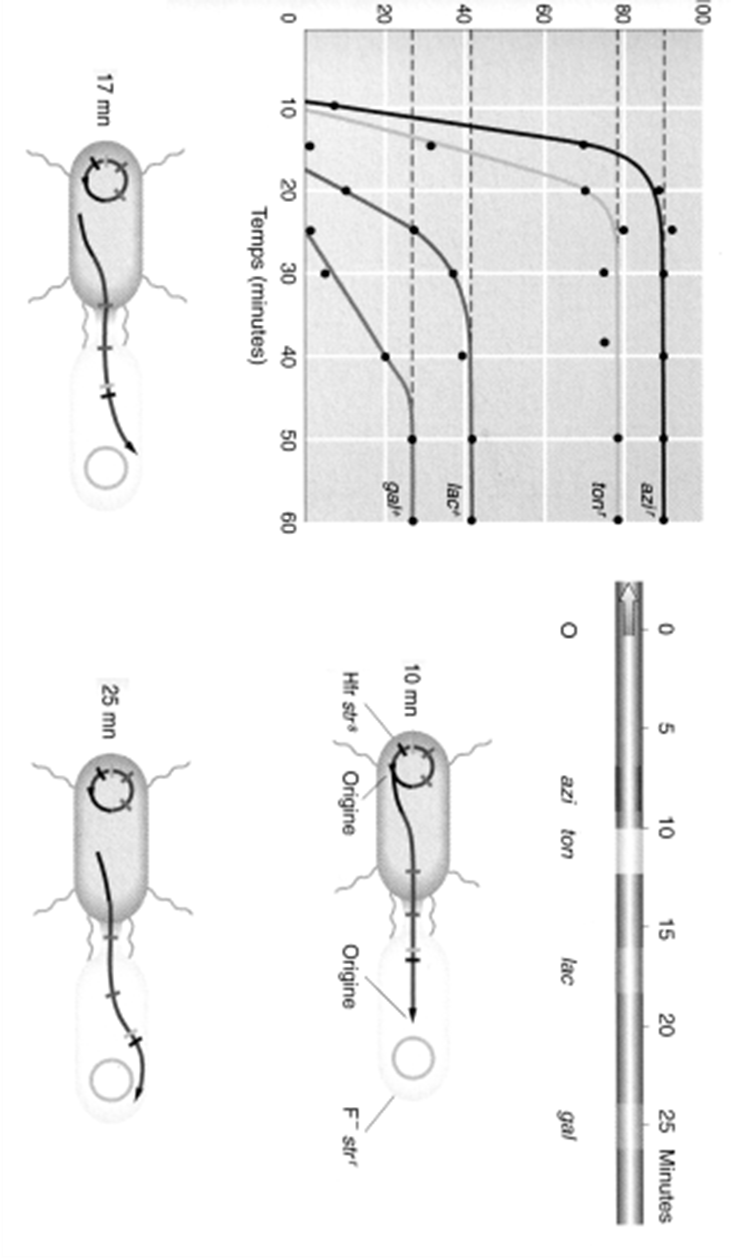 100
80
60
40
20
0
10
20
30
40
50
60
Temps (minutes)
azi r
ton r
lac+
gal+
0
5
10
15
20
25
Minutes
O
azi
ton
lac
gal
10 mn
Hfr str s
Origine
Origine
F– str r
17 mn
25 mn